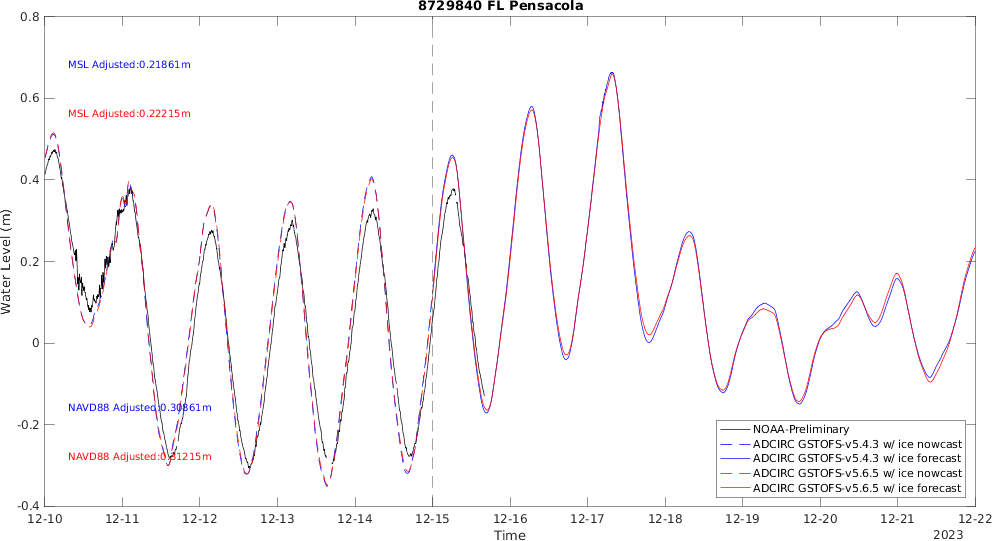 8729840 FL Pensacola
0.8
0.6
0.4
0.2
0
-0.2
-0.4
Water Level (m)
MSL Adjusted:0.21861m
MSL Adjusted:0.22215m
NAVD88 Adjusted:0.30861m
NAVD88 Adjusted:0.31215m
NOAA-Preliminary
ADCIRC GSTOFS-v5.4.3 w/ ice nowcast
ADCIRC GSTOFS-v5.4.3 w/ ice forecast
ADCIRC GSTOFS-v5.6.5 w/ ice nowcast
ADCIRC GSTOFS-v5.6.5 w/ ice forecast
12-10 12-11 12-12 12-13 12-14 12-15 12-16 12-17 12-18 12-19 12-20 12-21 12-22
Time
2023